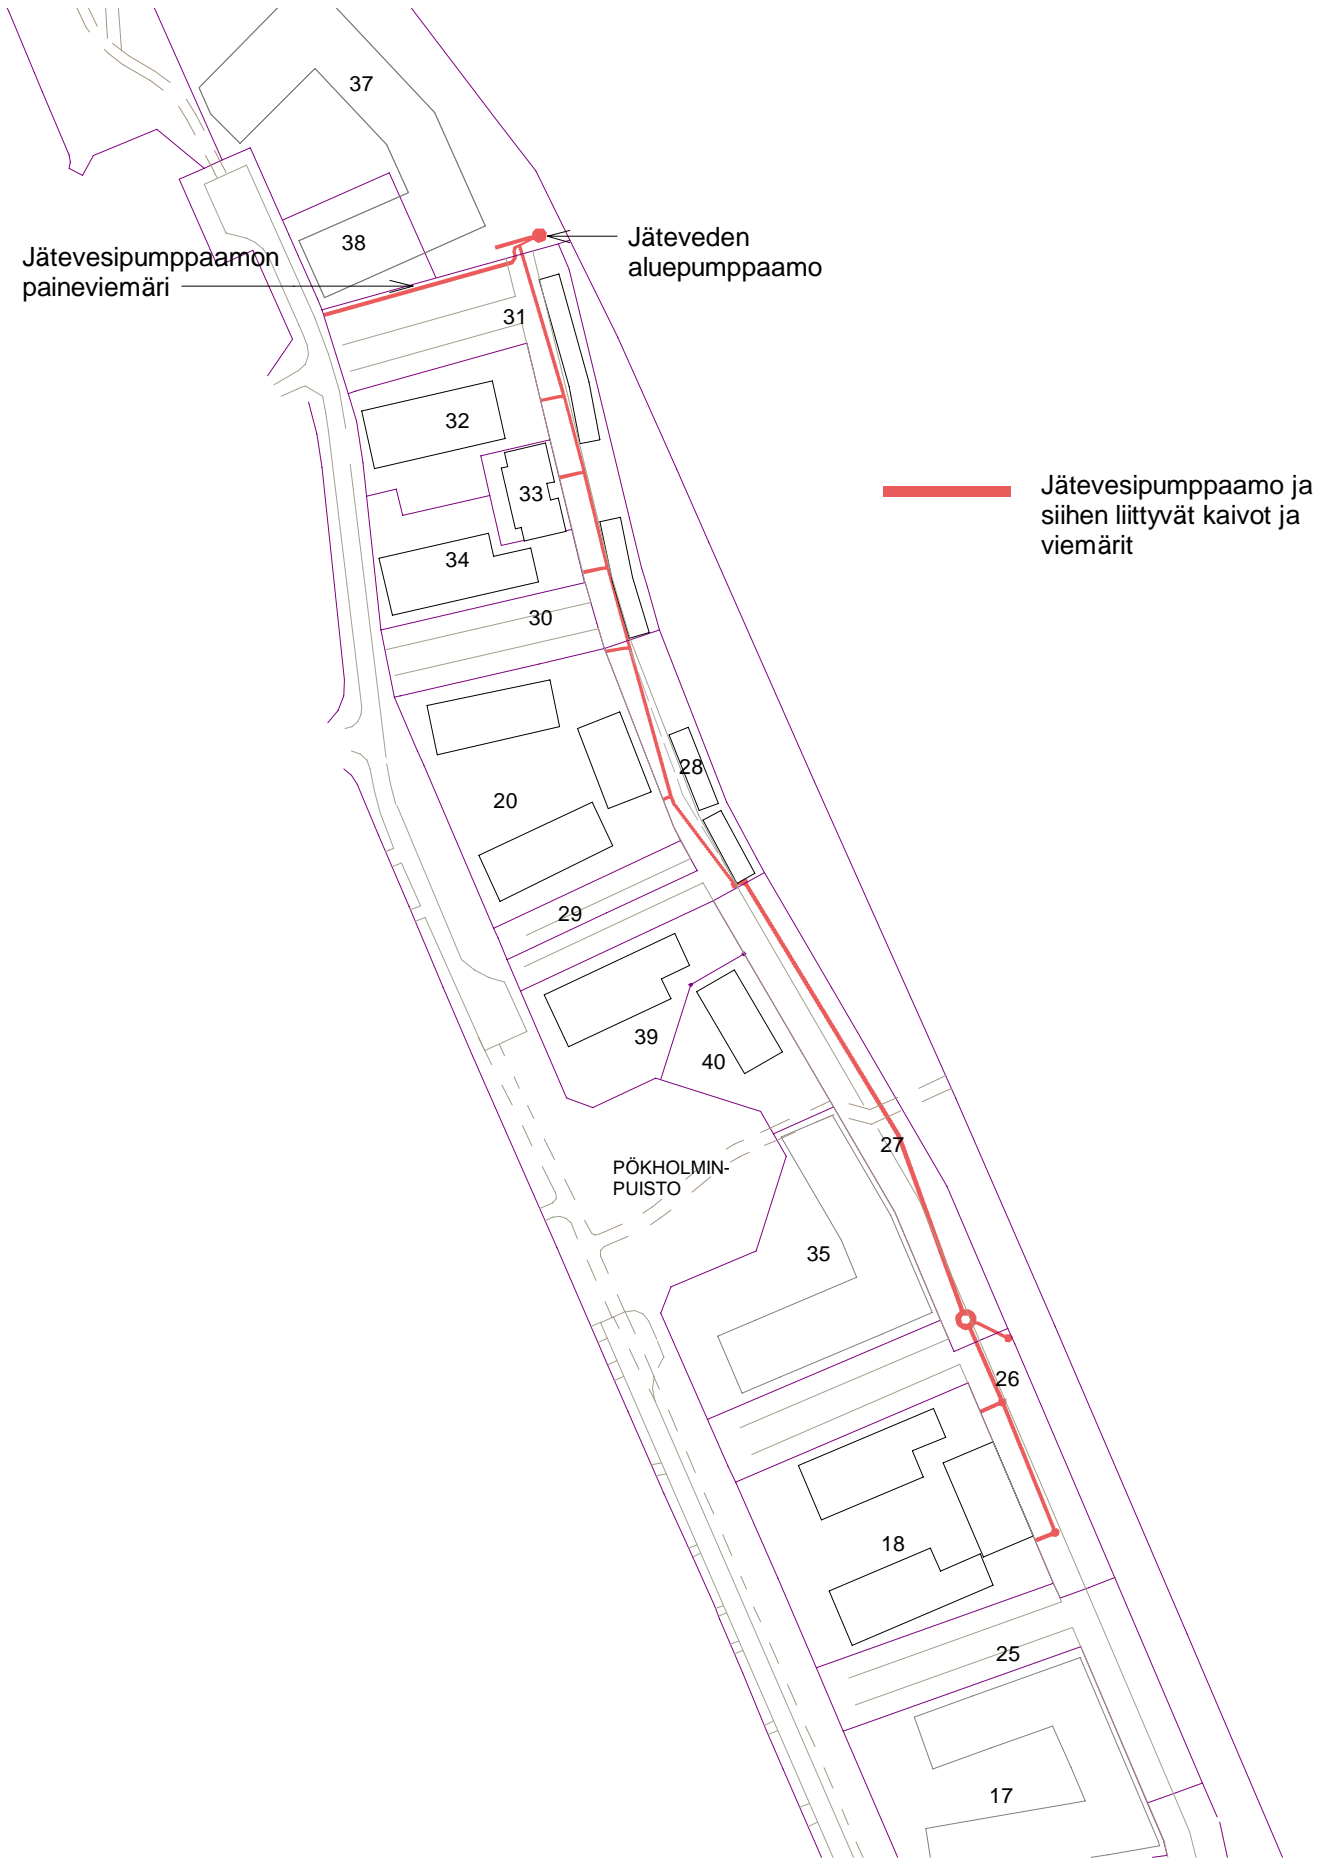 37
38
Jätevesipumppaamon
paineviemäri
Jäteveden
aluepumppaamo
31
32
33
34
30
Jätevesipumppaamo ja
siihen liittyvät kaivot ja
viemärit
28
20
29
39
40
27
PÖKHOLMIN-
PUISTO
35
26
18
25
17